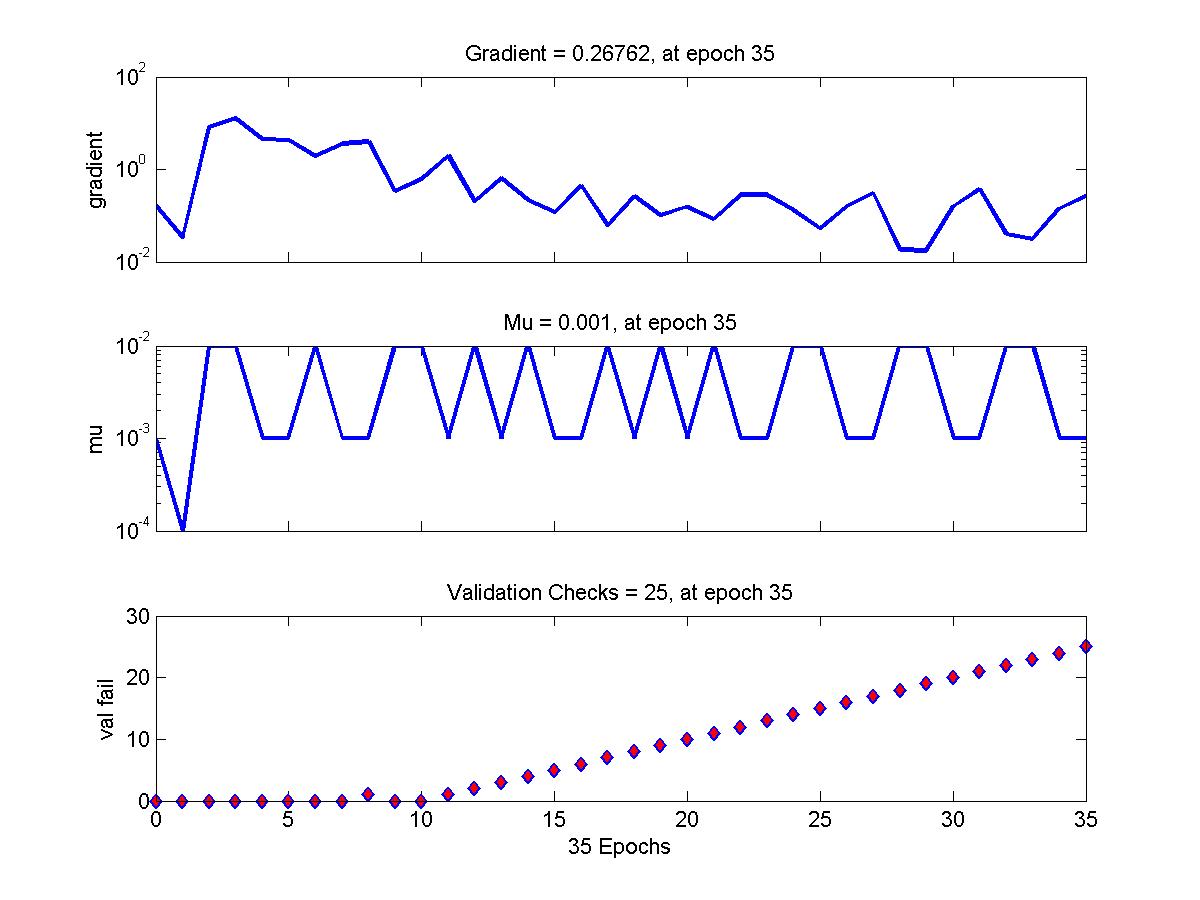 Gradient = 0.26762, at epoch 35
10^2
10^0
10^-2
gradient
Mu = 0.001, at epoch 35
10^-2
10^-3
10^-4
mu
Validation Checks = 25, at epoch 35
30
20
10
0
val fail
0 5 10 15 20 25 30 35
35 Epochs